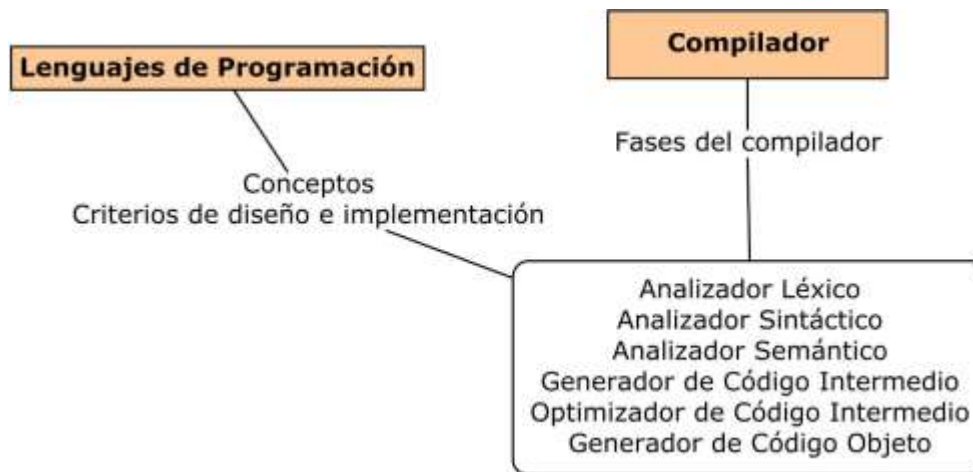 Lenguajes de Programación
Compilador
Fases del compilador
Conceptos
Criterios de diseño e implementación
Analizador Léxico
Analizador Sintáctico
Analizador Semántico
Generador de Código Intermedio
Optimizador de Código Intermedio
Generador de Código Objeto